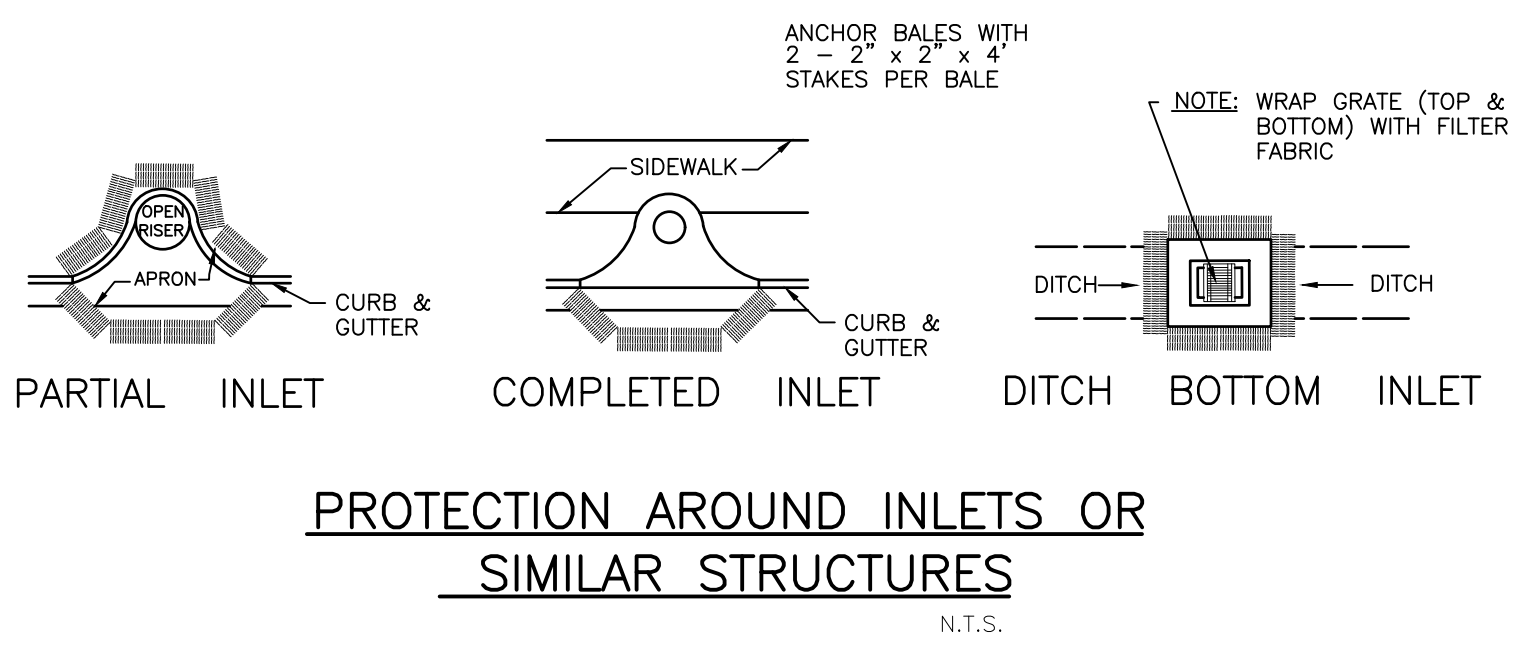 ANCHOR BALES WITH
2 – 2" x 2" x 4'
STAKES PER BALE
NOTE: WRAP GRATE (TOP &
BOTTOM) WITH FILTER
FABRIC
OPEN
RISER
APRON
CURB &
GUTTER
PARTIAL INLET
SIDEWALK
CURB &
GUTTER
COMPLETED INLET
DITCH
DITCH
DITCH BOTTOM INLET
PROTECTION AROUND INLETS OR
SIMILAR STRUCTURES
N.T.S.